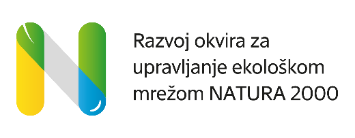 Razvoj okvira za
upravljanje ekološkom
mrežom NATURA 2000